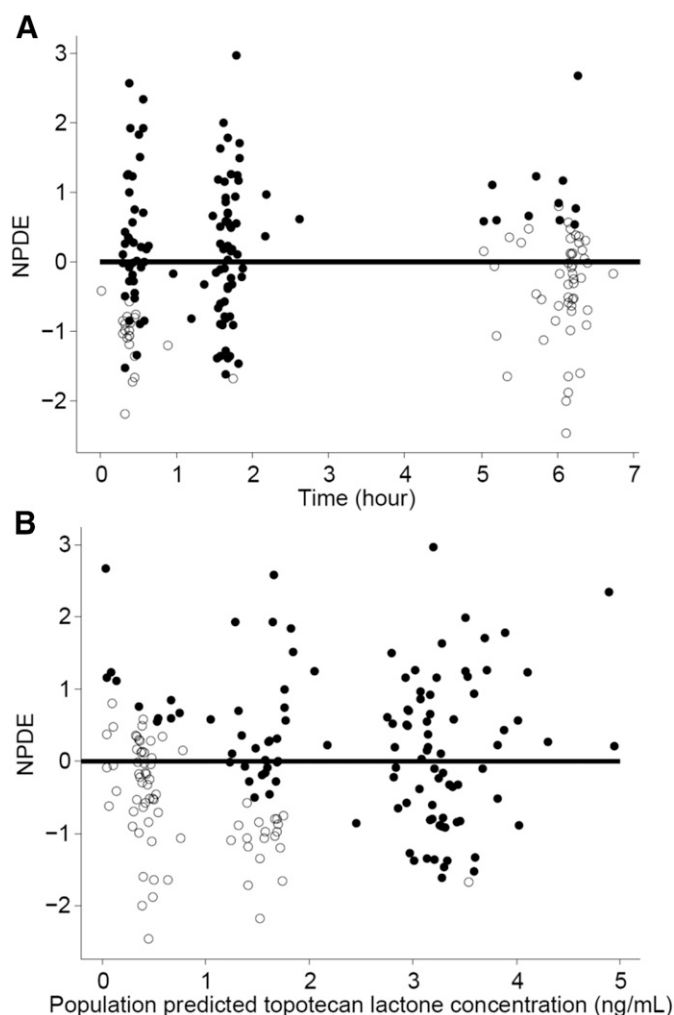 A
3
2
1
0
−1
−2
NPDE
0 1 2 3 4 5 6 7
Time (hour)
B
3
2
1
0
−1
−2
NPDE
0 1 2 3 4 5
Population predicted topotecan lactone concentration (ng/mL)